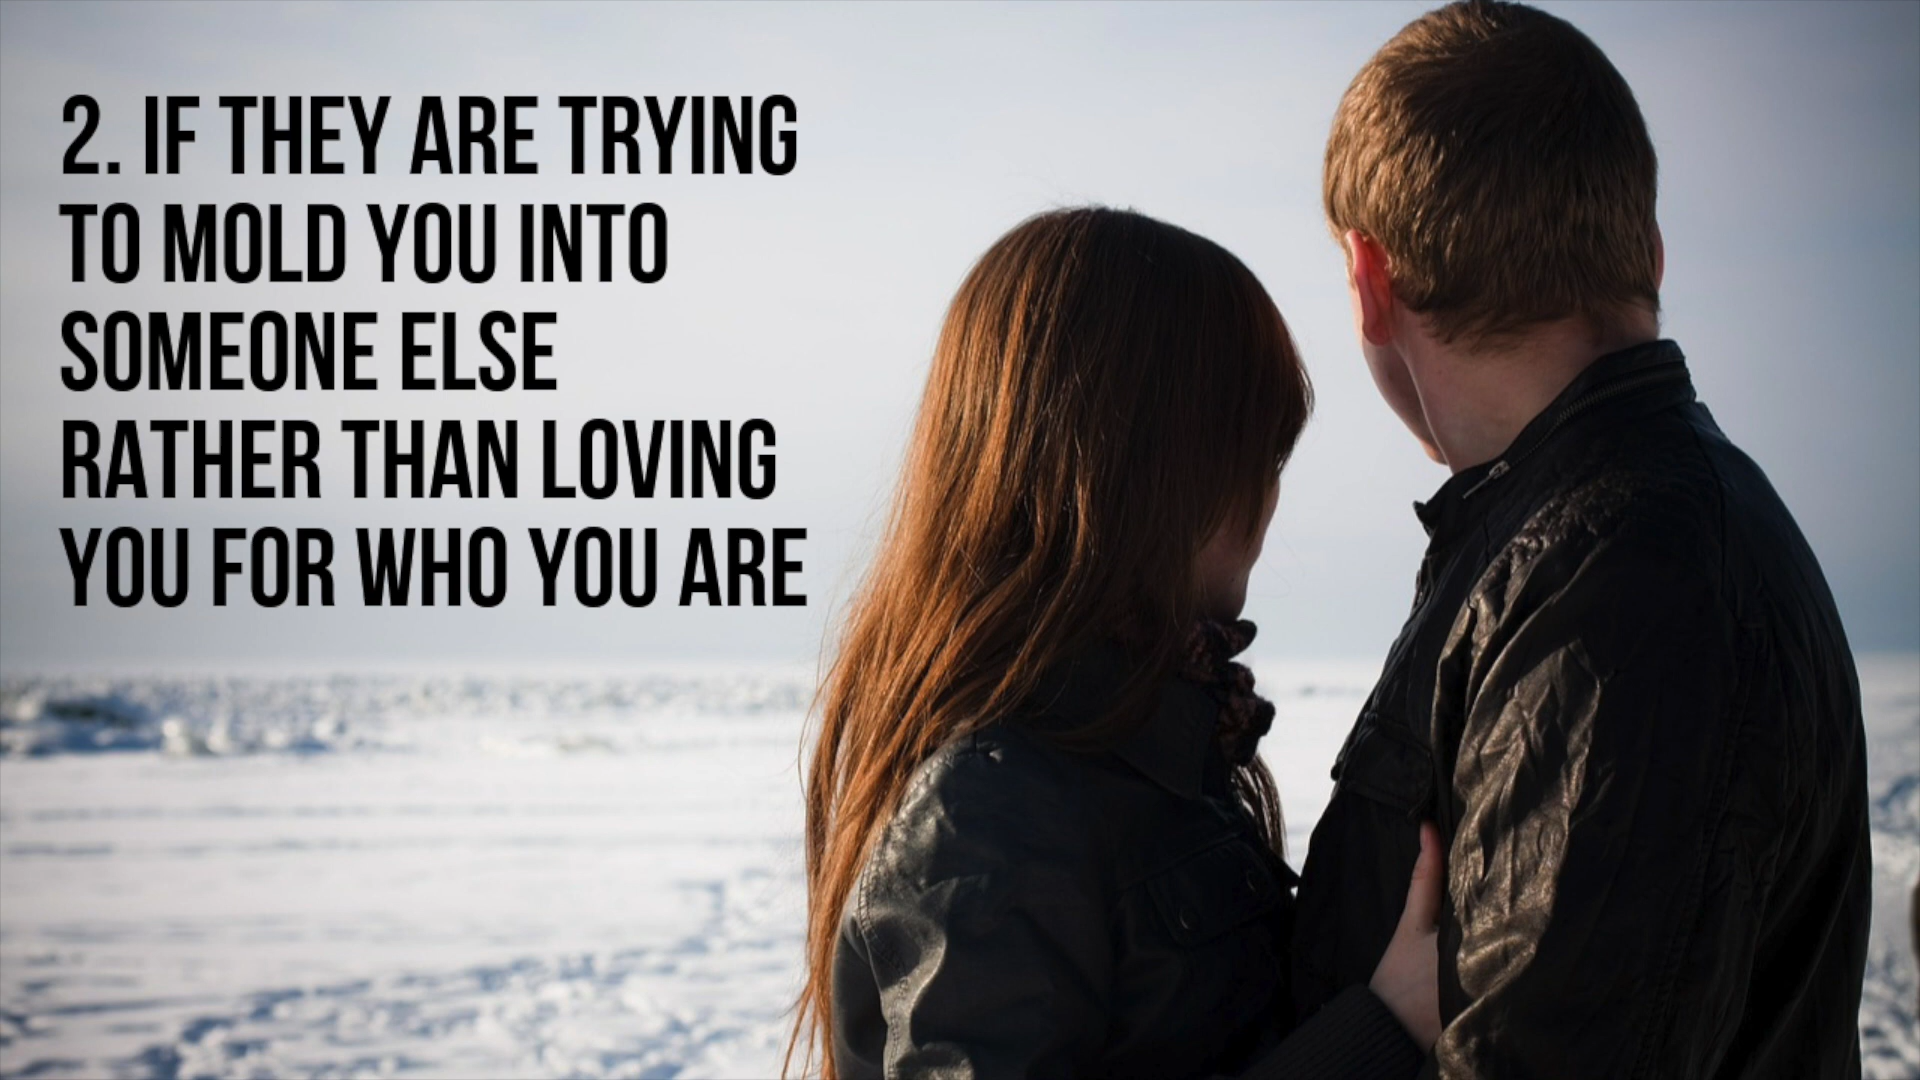 2. IF THEY ARE TRYING
TO MOLD YOU INTO
SOMEONE ELSE
RATHER THAN LOVING
YOU FOR WHO YOU ARE